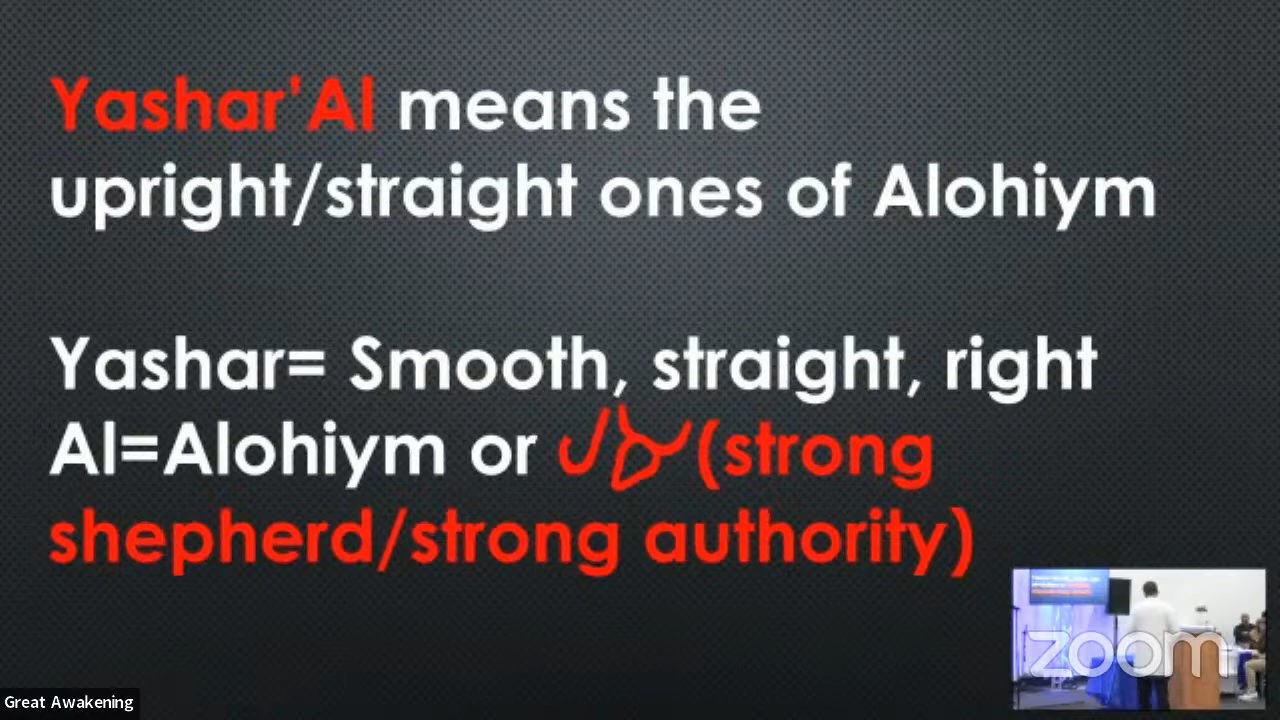 Yashar'Al means the
upright/straight ones of Alohiym
Yashar= Smooth, straight, right
Al=Alohiym or (strong
shepherd/strong authority)
zoom
Great Awakening